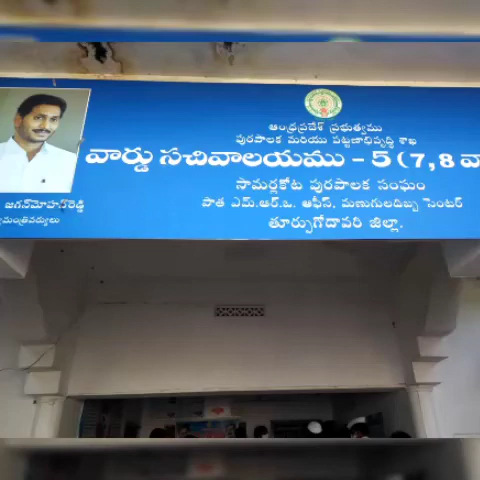 ఆంధ్రప్రదేశ్ ప్రభుత్వము
పురపాలక మరియు పట్టణాభివృద్ధి శాఖ
వార్డు సచివాలయము - 5 (7, 8 వా
సామర్లకోట పురపాలక సంఘం
పాత ఎమ్.ఆర్.ఒ. ఆఫీస్, మణుగులదిబ్బ సెంటర్
తూర్పుగోదావరి జిల్లా.
జగన్‌మోహన్‌రెడ్డి